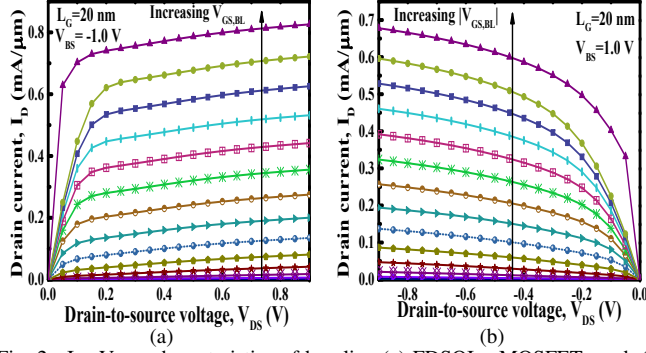 L_G=20 nm
V_BS= -1.0 V
Increasing V_GS,BL
Drain current, I_D (mA/μm)
0.8
0.6
0.4
0.2
0.0
0.0 0.2 0.4 0.6 0.8
Drain-to-source voltage, V_DS (V)
(a)
Increasing |V_GS,BL|
L_G=20 nm
V_BS=1.0 V
Drain current, I_D (mA/μm)
0.7
0.6
0.5
0.4
0.3
0.2
0.1
0.0
-0.8 -0.6 -0.4 -0.2 0.0
Drain-to-source voltage, V_DS (V)
(b)